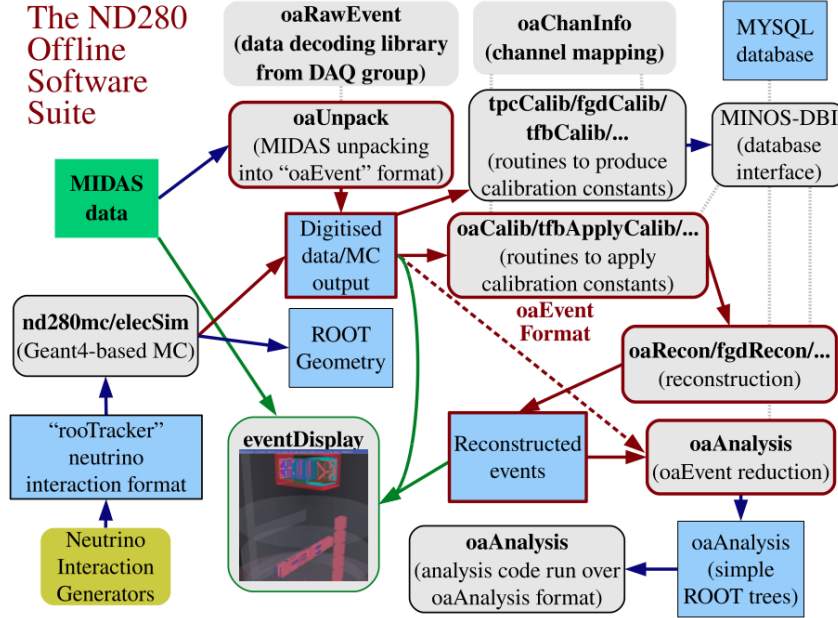 The ND280
Offline
Software
Suite
oaRawEvent
(data decoding library
from DAQ group)
oaChanInfo
(channel mapping)
MYSQL
database
oaUnpack
(MIDAS unpacking
into “oaEvent” format)
tpcCalib/fgdCalib/
tfbCalib/...
(routines to produce
calibration constants)
MINOS-DBI
(database
interface)
MIDAS
data
Digitised
data/MC
output
oaCalib/tfbApplyCalib/...
(routines to apply
calibration constants)
nd280mc/elecSim
(Geant4-based MC)
ROOT
Geometry
oaEvent
Format
oaRecon/fgdRecon/...
(reconstruction)
“rooTracker”
neutrino
interaction format
eventDisplay
Reconstructed
events
oaAnalysis
(oaEvent reduction)
Neutrino
Interaction
Generators
oaAnalysis
(analysis code run over
oaAnalysis format)
oaAnalysis
(simple
ROOT trees)